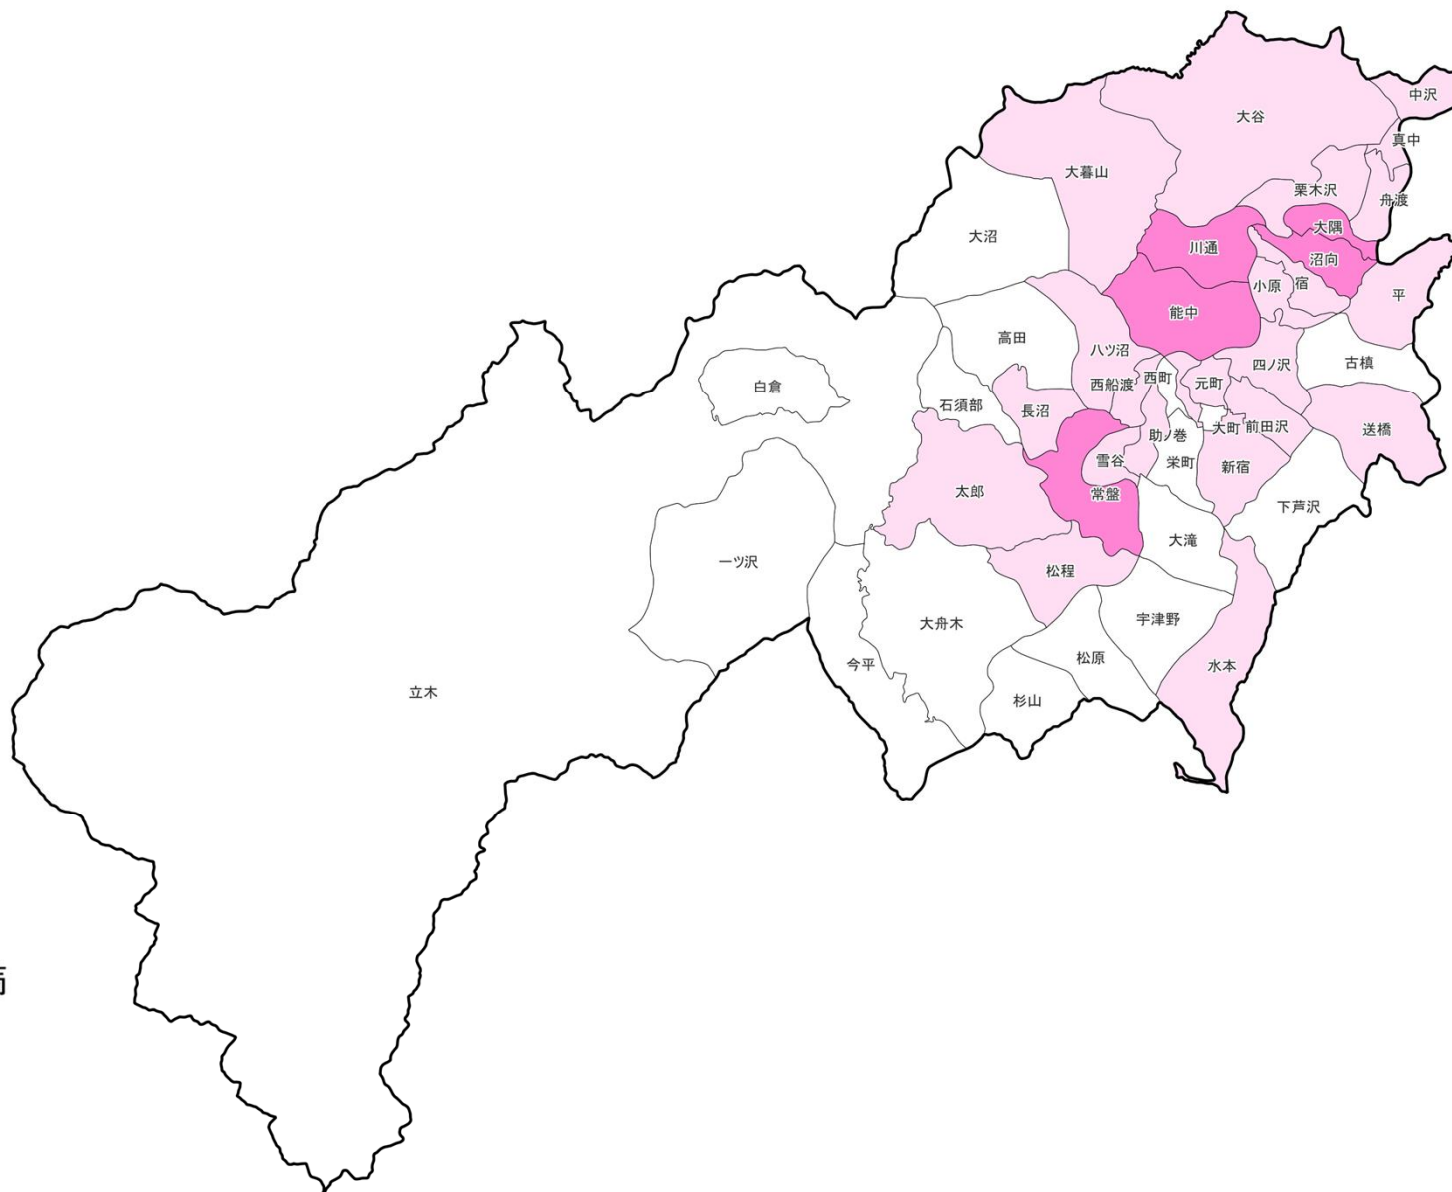 中沢
大谷
真中
大暮山
栗木沢
舟渡
大隅
大沼
川通
沼向
小原
宿
平
能中
高田
八ツ沼
四ノ沢
古槙
西町
元町
白倉
西船渡
石須部
長沼
大町
前田沢
送橋
助ノ巻
雪谷
栄町
新宿
太郎
常盤
下芦沢
大滝
一ツ沢
松程
大舟木
宇津野
今平
松原
水本
立木
杉山